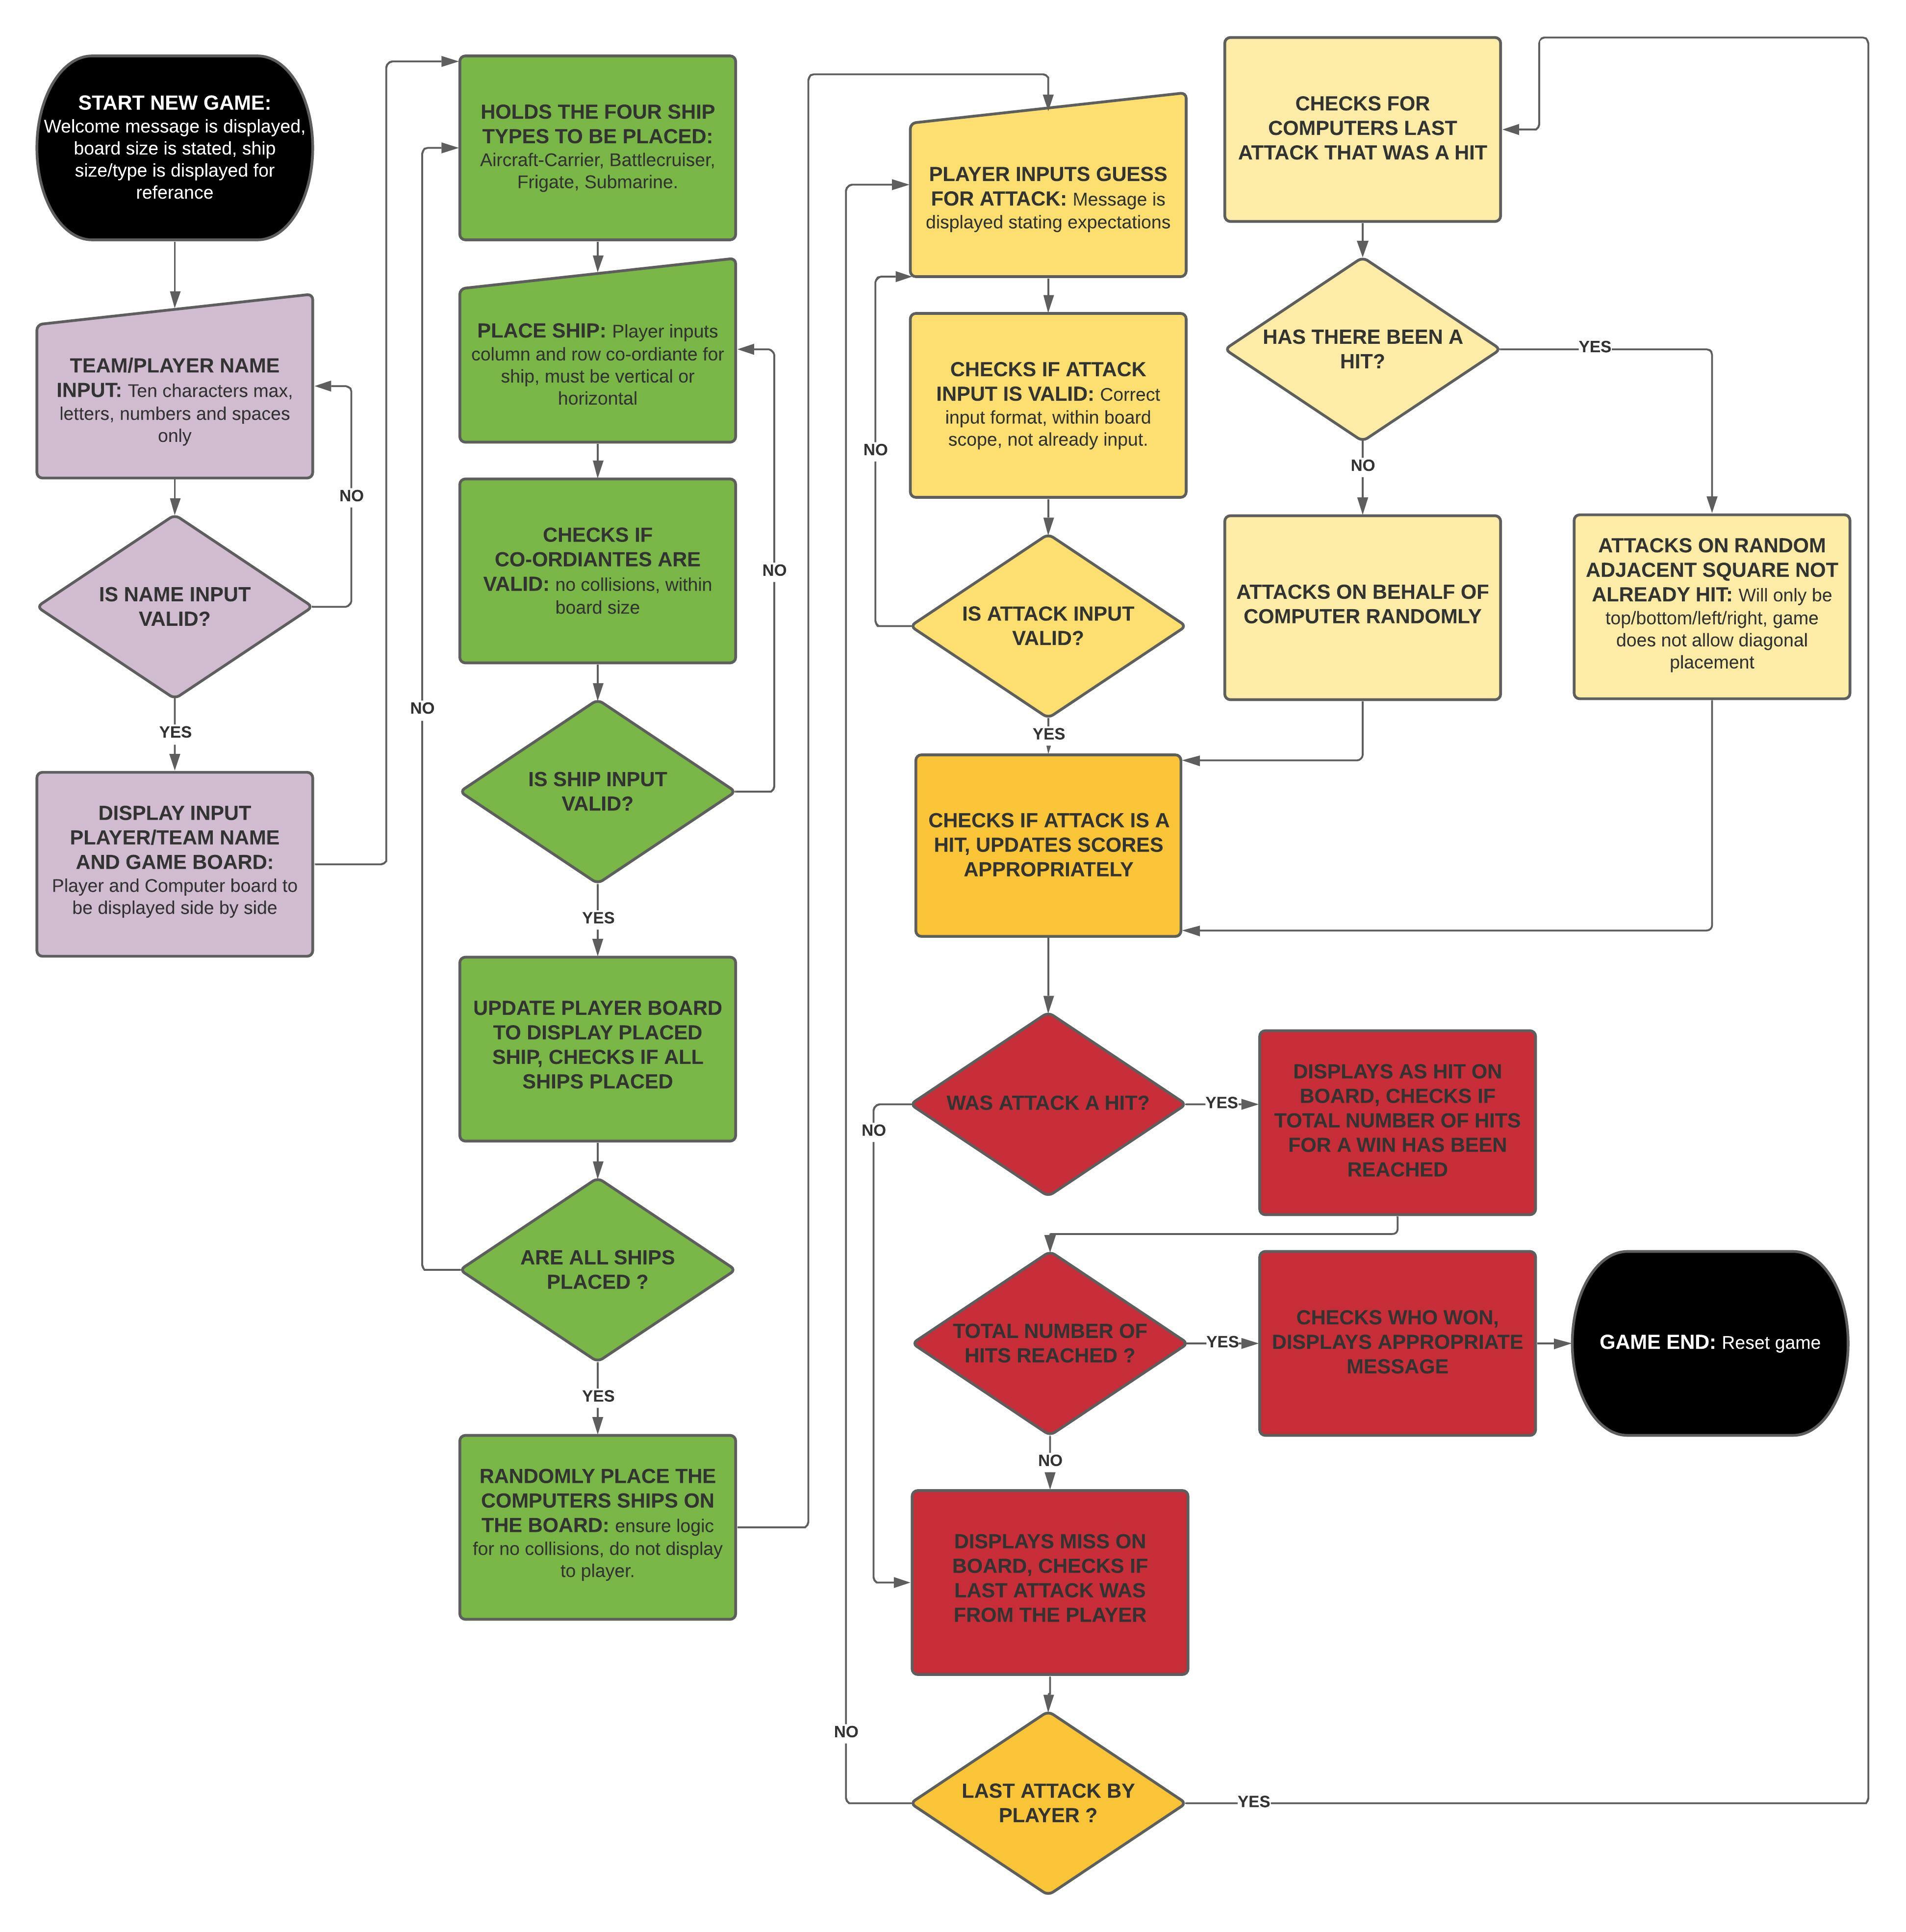 START NEW GAME:
Welcome message is displayed,
board size is stated, ship
size/type is displayed for
referance
TEAM/PLAYER NAME
INPUT: Ten characters max,
letters, numbers and spaces
only
NO
IS NAME INPUT
VALID?
YES
DISPLAY INPUT
PLAYER/TEAM NAME
AND GAME BOARD:
Player and Computer board to
be displayed side by side
HOLDS THE FOUR SHIP
TYPES TO BE PLACED:
Aircraft-Carrier, Battlecruiser,
Frigate, Submarine.
PLACE SHIP: Player inputs
column and row co-ordiante for
ship, must be vertical or
horizontal
CHECKS IF
CO-ORDIANTES ARE
VALID: no collisions, within
board size
NO
NO
IS SHIP INPUT
VALID?
YES
UPDATE PLAYER BOARD
TO DISPLAY PLACED
SHIP, CHECKS IF ALL
SHIPS PLACED
ARE ALL SHIPS
PLACED ?
YES
RANDOMLY PLACE THE
COMPUTERS SHIPS ON
THE BOARD: ensure logic
for no collisions, do not display
to player.
PLAYER INPUTS GUESS
FOR ATTACK: Message is
displayed stating expectations
CHECKS IF ATTACK
INPUT IS VALID: Correct
input format, within board
scope, not already input.
NO
IS ATTACK INPUT
VALID?
YES
CHECKS FOR
COMPUTERS LAST
ATTACK THAT WAS A HIT
HAS THERE BEEN A
HIT?
YES
NO
ATTACKS ON BEHALF OF
COMPUTER RANDOMLY
ATTACKS ON RANDOM
ADJACENT SQUARE NOT
ALREADY HIT: Will only be
top/bottom/left/right, game
does not allow diagonal
placement
CHECKS IF ATTACK IS A
HIT, UPDATES SCORES
APPROPRIATELY
WAS ATTACK A HIT?
YES
NO
DISPLAYS AS HIT ON
BOARD, CHECKS IF
TOTAL NUMBER OF HITS
FOR A WIN HAS BEEN
REACHED
TOTAL NUMBER OF
HITS REACHED ?
YES
CHECKS WHO WON,
DISPLAYS APPROPRIATE
MESSAGE
GAME END: Reset game
NO
DISPLAYS MISS ON
BOARD, CHECKS IF
LAST ATTACK WAS
FROM THE PLAYER
NO
LAST ATTACK BY
PLAYER ?
YES